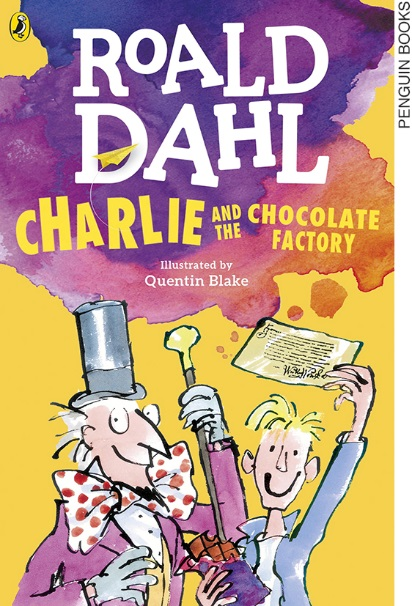 ROALD
DAHL
CHARLIE AND THE CHOCOLATE FACTORY
Illustrated by
Quentin Blake
PENGUIN BOOKS